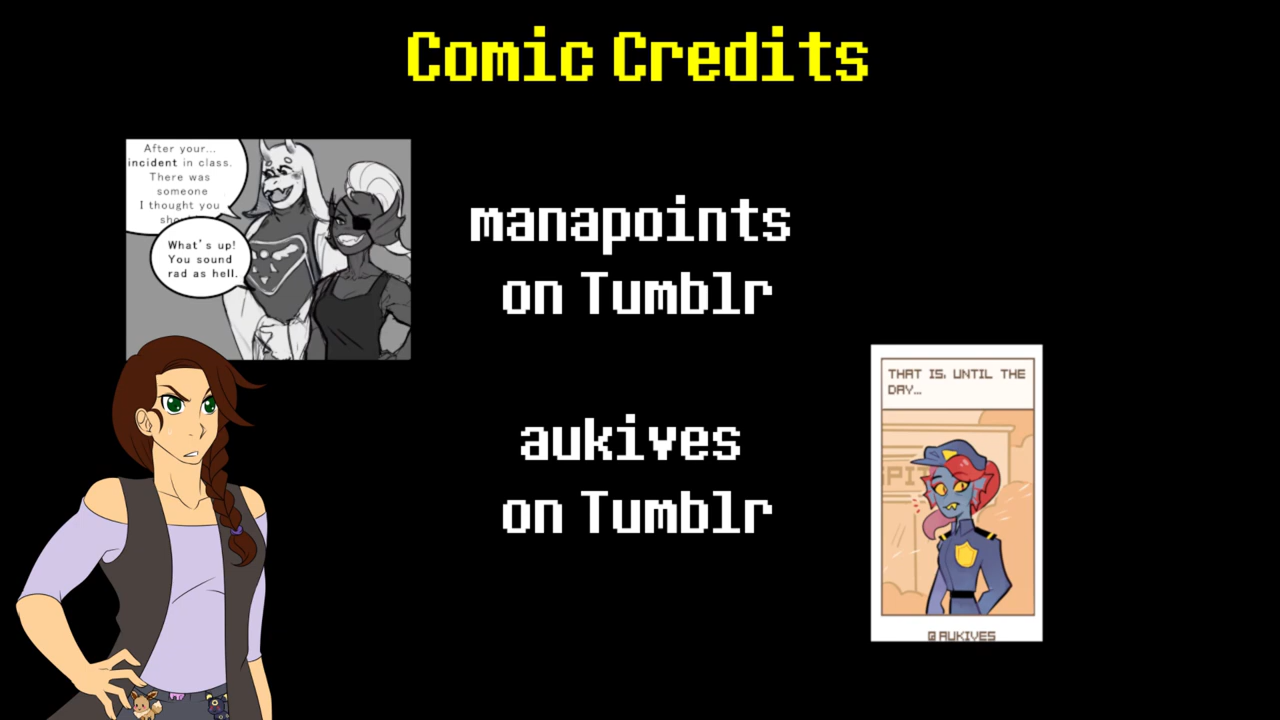 Comic Credits
After your...
incident in class.
There was
someone
I thought you
What's up!
You sound
rad as hell.
manapoints
on Tumblr
aukives
on Tumblr
THAT IS, UNTIL THE
DAY...
SPIT
@AUKIVES